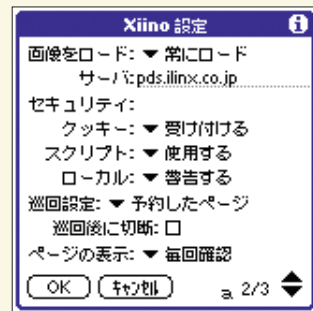 Xiino 設定
画像をロード: ▼ 常にロード
サーバ: pds.ilinx.co.jp
セキュリティ:
クッキー: ▼ 受け付ける
スクリプト: ▼ 使用する
ローカル: ▼ 警告する
巡回設定: ▼ 予約したページ
巡回後に切断: □
ページの表示: ▼ 毎回確認
OK キャンセル a 2/3